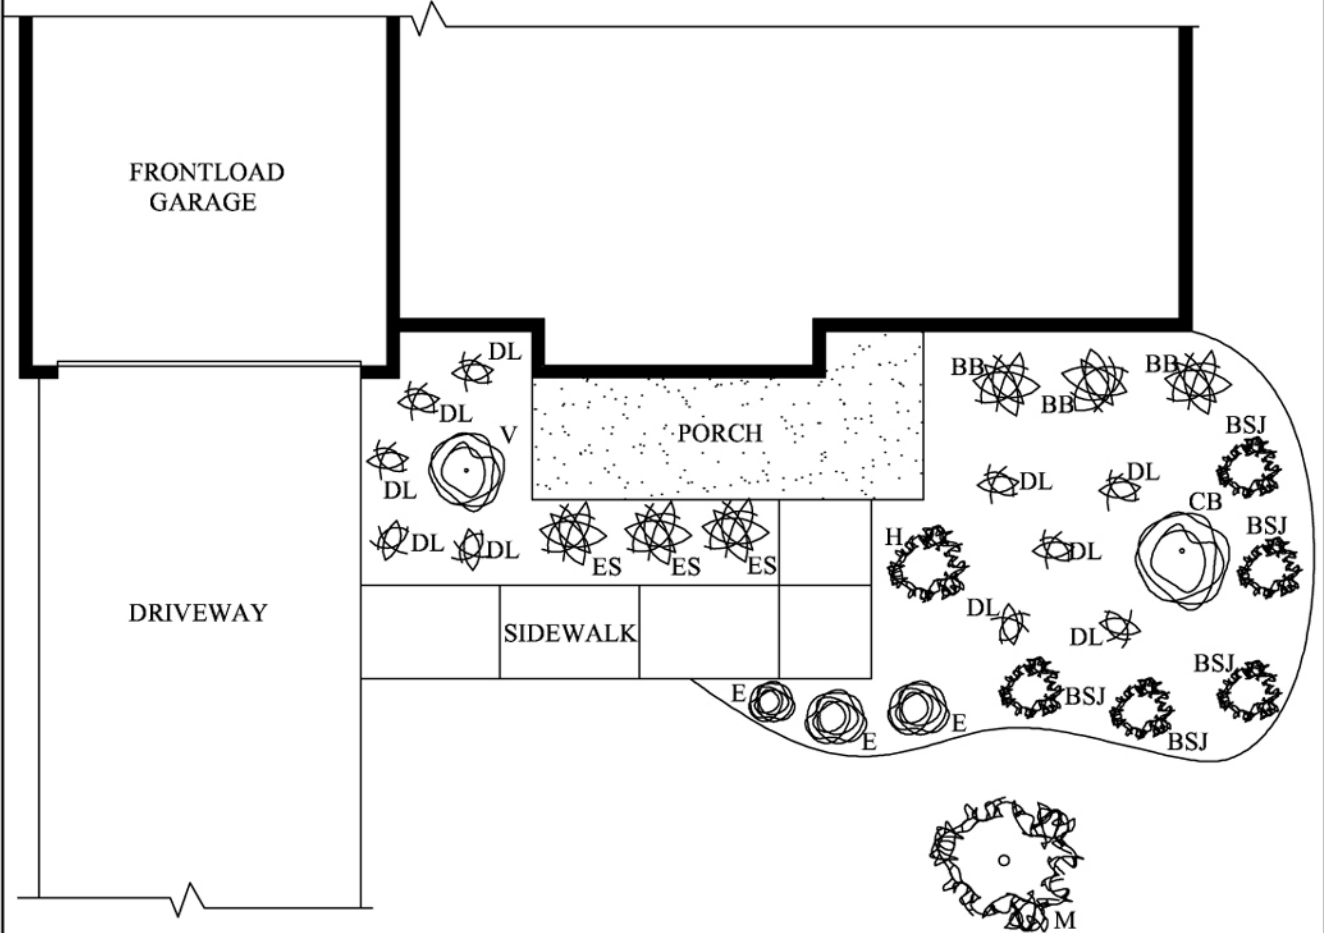 FRONTLOAD
GARAGE
DL
DL
V
DL
DL
DL
PORCH
ES
ES
ES
BB
BB
BB
BSJ
DL
DL
CB
H
DL
BSJ
DL
DL
DRIVEWAY
SIDEWALK
E
E
E
BSJ
BSJ
BSJ
M